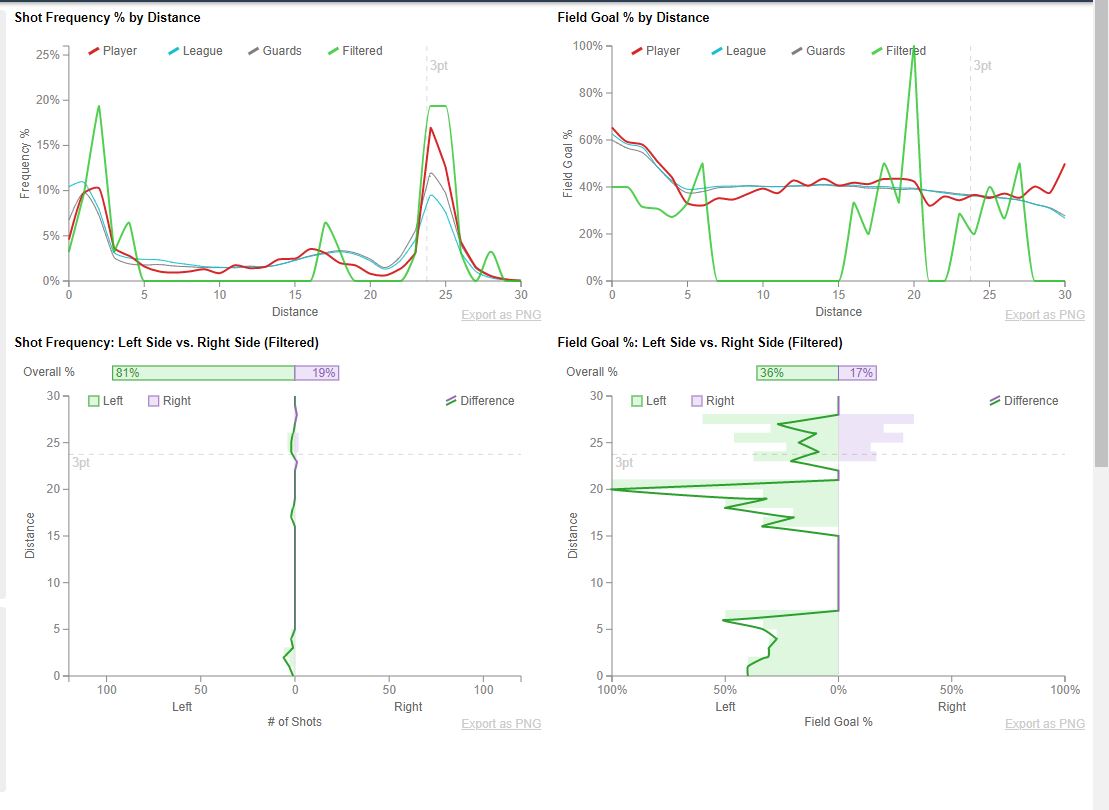 Shot Frequency % by Distance
Player League Guards Filtered
3pt
25%
20%
15%
10%
5%
0%
Frequency %
0 5 10 15 20 25 30
Distance
Export as PNG
Field Goal % by Distance
Player League Guards Filtered
3pt
100%
80%
60%
40%
20%
0%
Field Goal %
0 5 10 15 20 25 30
Distance
Export as PNG
Shot Frequency: Left Side vs. Right Side (Filtered)
Overall % 81% 19%
Left Right Difference
3pt
30
25
20
15
10
5
0
Distance
100 50 0 50 100
Left Right
# of Shots
Export as PNG
Field Goal %: Left Side vs. Right Side (Filtered)
Overall % 36% 17%
Left Right Difference
3pt
30
25
20
15
10
5
0
Distance
100% 50% 0% 50% 100%
Left Right
Field Goal %
Export as PNG